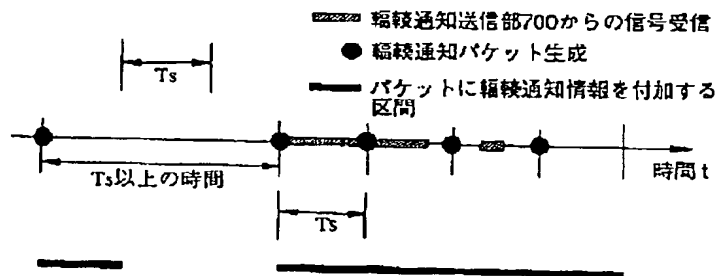 輻輳通知送信部700からの信号受信
輻輳通知パケット生成
Ts
パケットに輻輳通知情報を付加する
区間
時間 t
Ts以上の時間
Ts